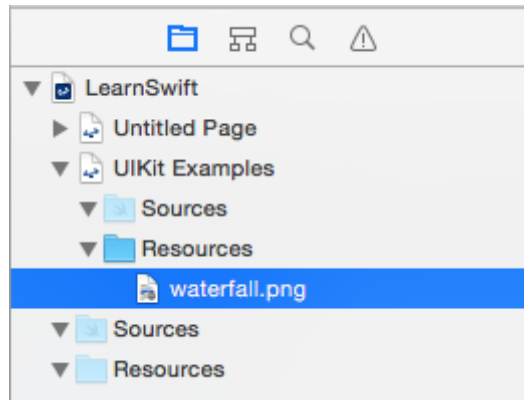 LearnSwift
Untitled Page
UIKit Examples
Sources
Resources
waterfall.png
Sources
Resources